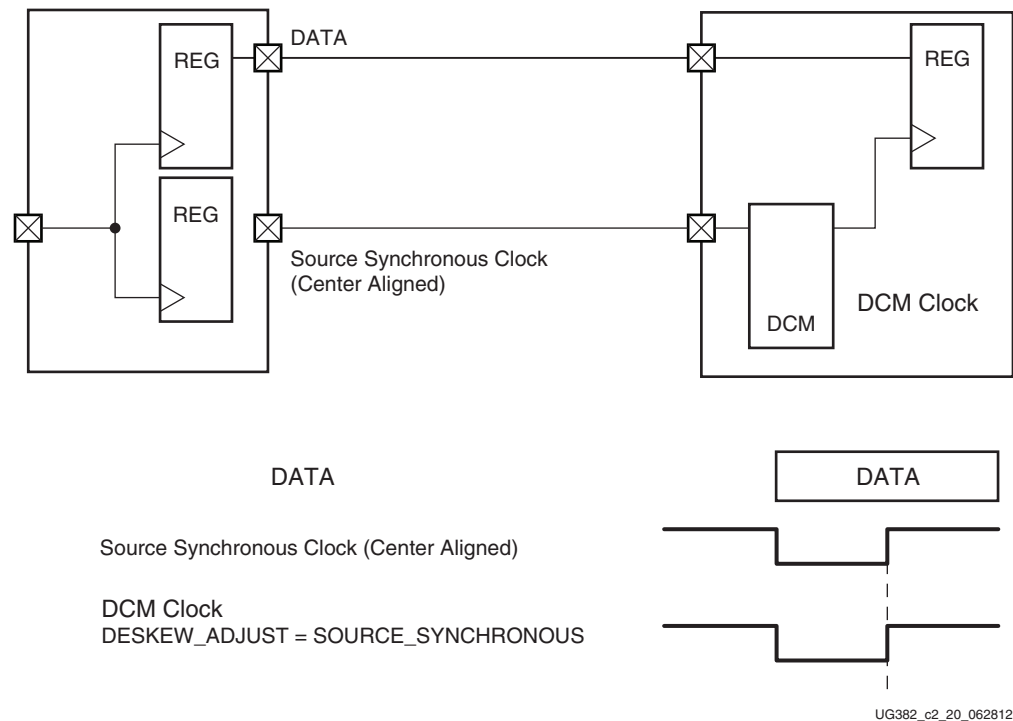 DATA
REG
REG
REG
Source Synchronous Clock
(Center Aligned)
DCM
DCM Clock
DATA
DATA
Source Synchronous Clock (Center Aligned)
DCM Clock
DESKEW_ADJUST = SOURCE_SYNCHRONOUS
UG382_c2_20_062812